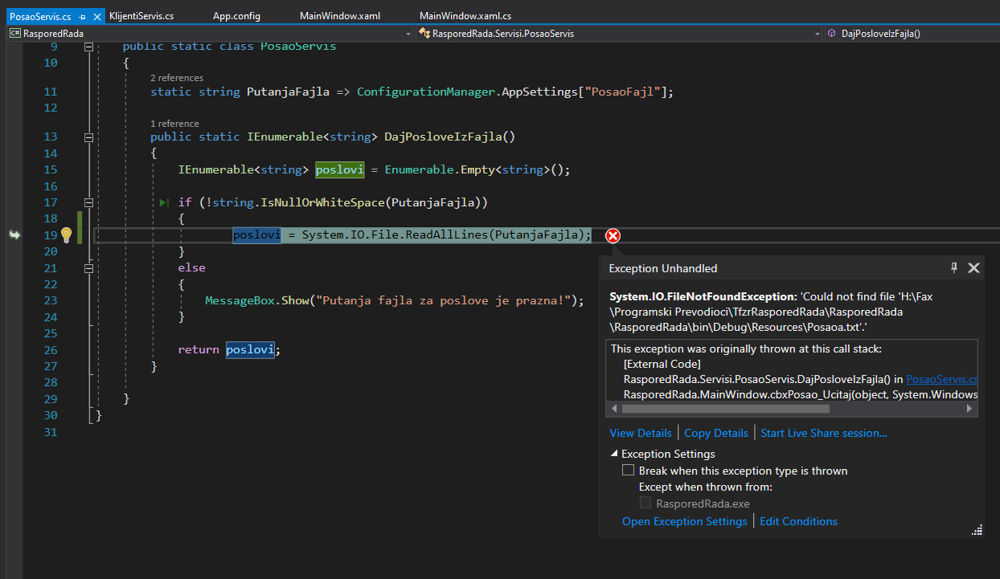 PosaoServis.cs KlijentiServis.cs App.config MainWindow.xaml MainWindow.xaml.cs
C# RasporedRada RasporedRada.Servisi.PosaoServis DajPosloveIzFajla()
9 public static class PosaoServis
10 {
2 references
11 static string PutanjaFajla => ConfigurationManager.AppSettings["PosaoFajl"];
12
1 reference
13 public static IEnumerable<string> DajPosloveIzFajla()
14 {
15 IEnumerable<string> poslovi = Enumerable.Empty<string>();
16
17 if (!string.IsNullOrWhiteSpace(PutanjaFajla))
18 {
19 poslovi = System.IO.File.ReadAllLines(PutanjaFajla);
20 }
21 else
22 {
23 MessageBox.Show("Putanja fajla za poslove je prazna!");
24 }
25
26 return poslovi;
27 }
28
29 }
30 }
31
Exception Unhandled
System.IO.FileNotFoundException: 'Could not find file 'H:\Fax
\Programski Prevodioci\TfzrRasporedRada\RasporedRada
\RasporedRada\bin\Debug\Resources\Posaoa.txt'.'
This exception was originally thrown at this call stack:
[External Code]
RasporedRada.Servisi.PosaoServis.DajPosloveIzFajla() in PosaoServis.cs
RasporedRada.MainWindow.cbxPosao_Ucitaj(object, System.Windows
View Details Copy Details Start Live Share session...
Exception Settings
Break when this exception type is thrown
Except when thrown from:
RasporedRada.exe
Open Exception Settings Edit Conditions